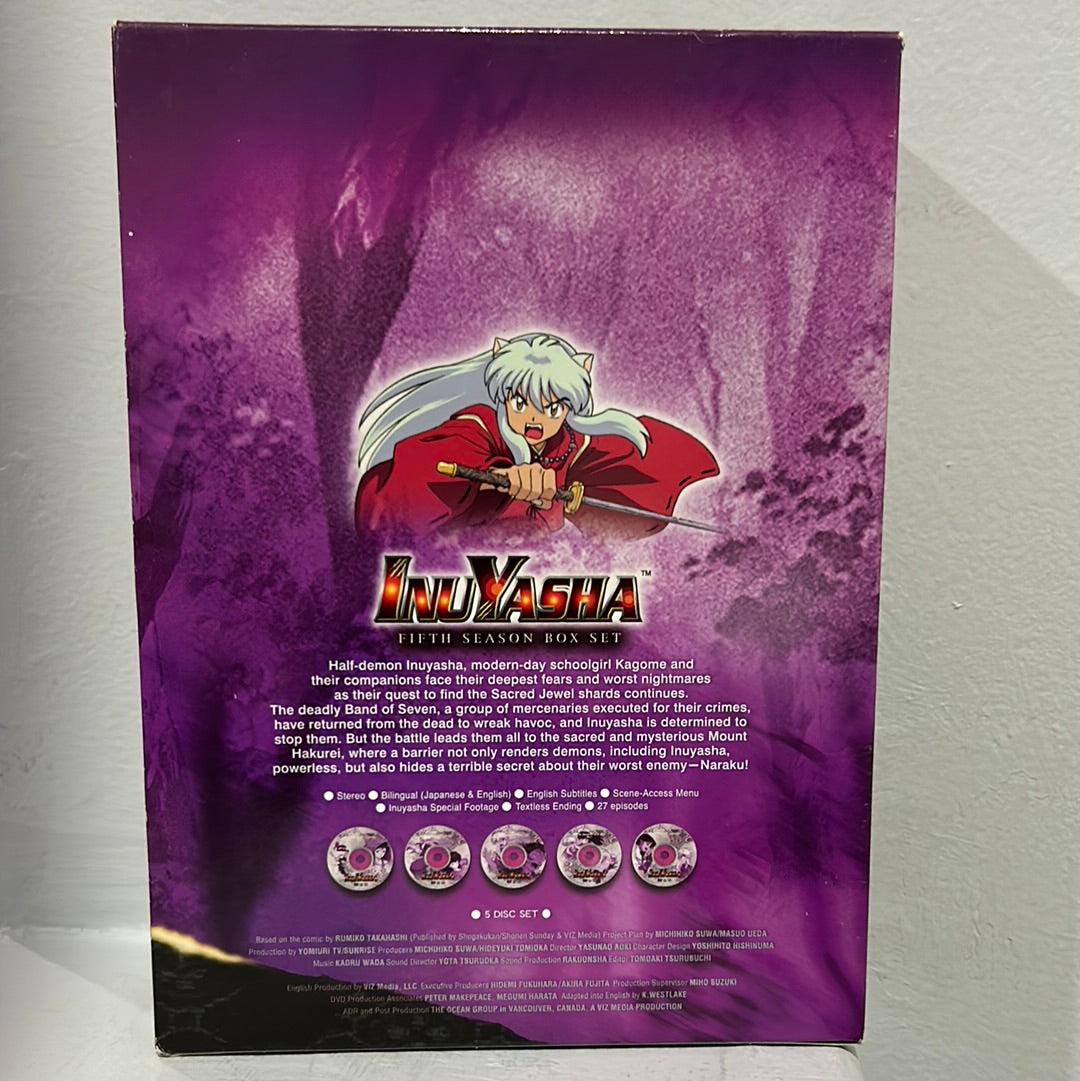 INUYASHA™
FIFTH SEASON BOX SET
Half-demon Inuyasha, modern-day schoolgirl Kagome and
their companions face their deepest fears and worst nightmares
as their quest to find the Sacred Jewel shards continues.
The deadly Band of Seven, a group of mercenaries executed for their crimes,
have returned from the dead to wreak havoc, and Inuyasha is determined to
stop them. But the battle leads them all to the sacred and mysterious Mount
Hakurei, where a barrier not only renders demons, including Inuyasha,
powerless, but also hides a terrible secret about their worst enemy—Naraku!
● Stereo ● Bilingual (Japanese & English) ● English Subtitles ● Scene-Access Menu
● Inuyasha Special Footage ● Textless Ending ● 27 episodes
● 5 DISC SET ●
Based on the comic by RUMIKO TAKAHASHI (Published by Shogakukan/Shonen Sunday & VIZ Media) Project Plan by MICHIHIKO SUWA/MASUO UEDA
Production by YOMIURI TV/SUNRISE Producers MICHIHIKO SUWA/HIDEYUKI TOMIOKA Director YASUNAO AOKI Character Design YOSHIHITO HISHINUMA
Music KAORU WADA Sound Director YOTA TSURUOKA Sound Production RAKUONSHA Editor TOMOAKI TSURUBUCHI
English Production by VIZ Media, LLC Executive Producers HIDEMI FUKUHARA/AKIRA FUJITA Production Supervisor MIHO SUZUKI
DVD Production Associates PETER MAKEPEACE, MEGUMI HARATA Adapted into English by K.WESTLAKE
ADR and Post Production THE OCEAN GROUP in VANCOUVER, CANADA. A VIZ MEDIA PRODUCTION